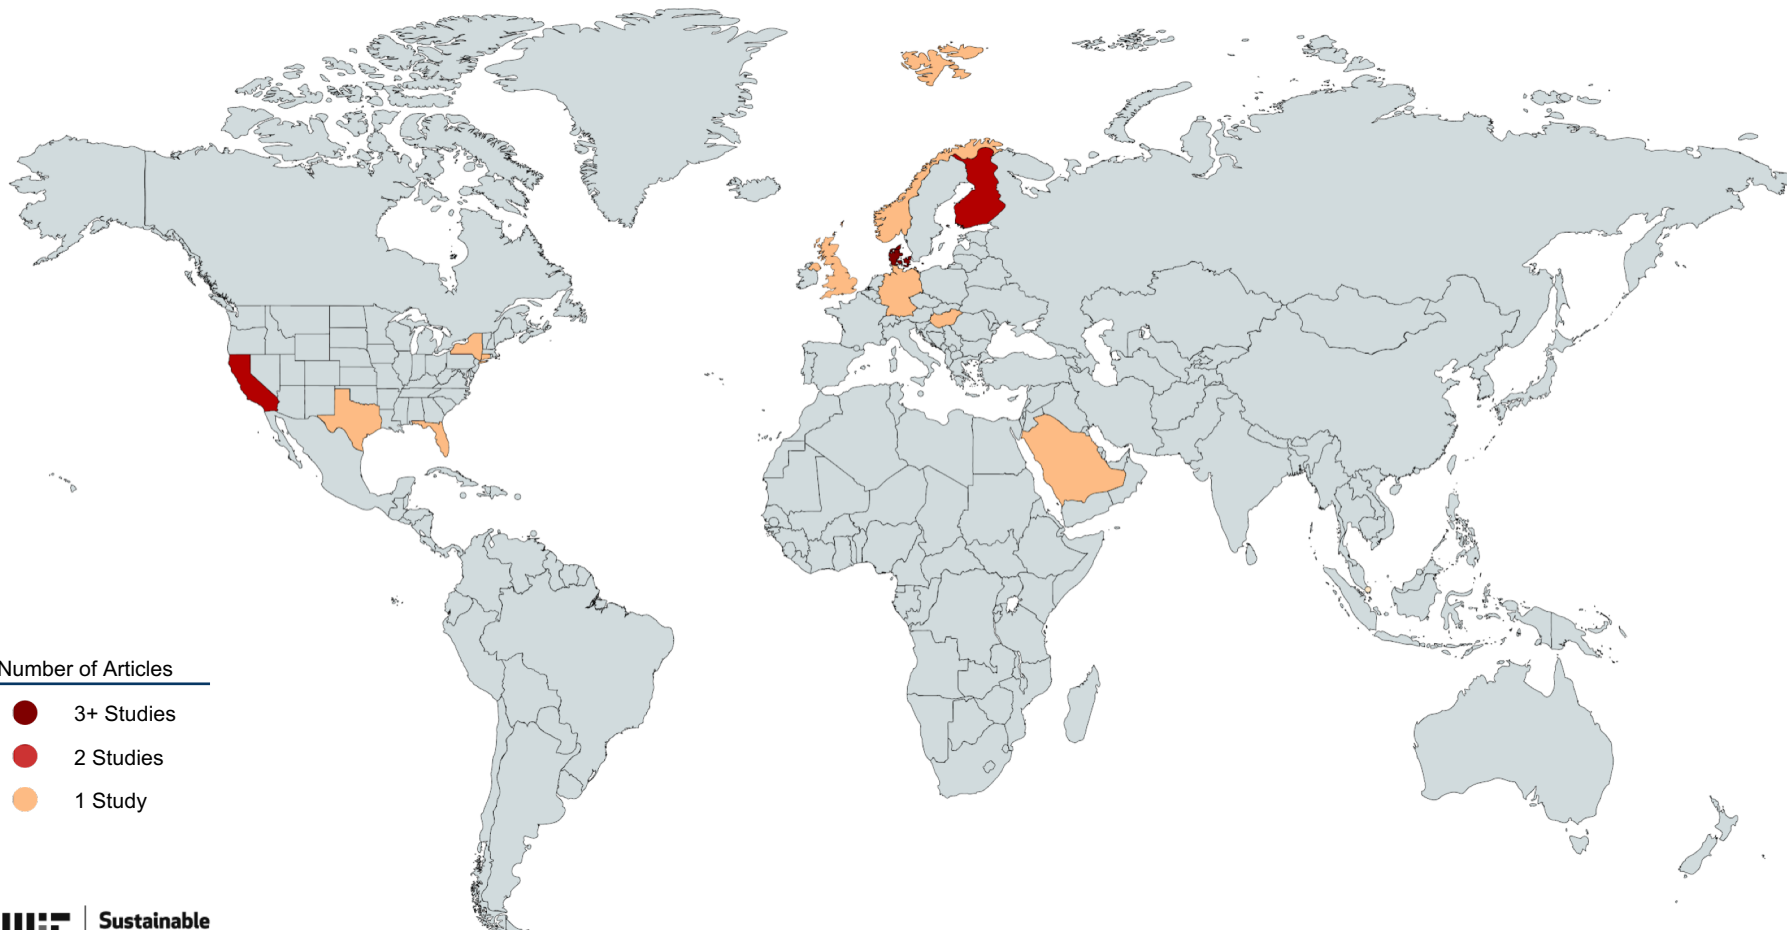 Number of Articles
3+ Studies
2 Studies
1 Study
Sustainable